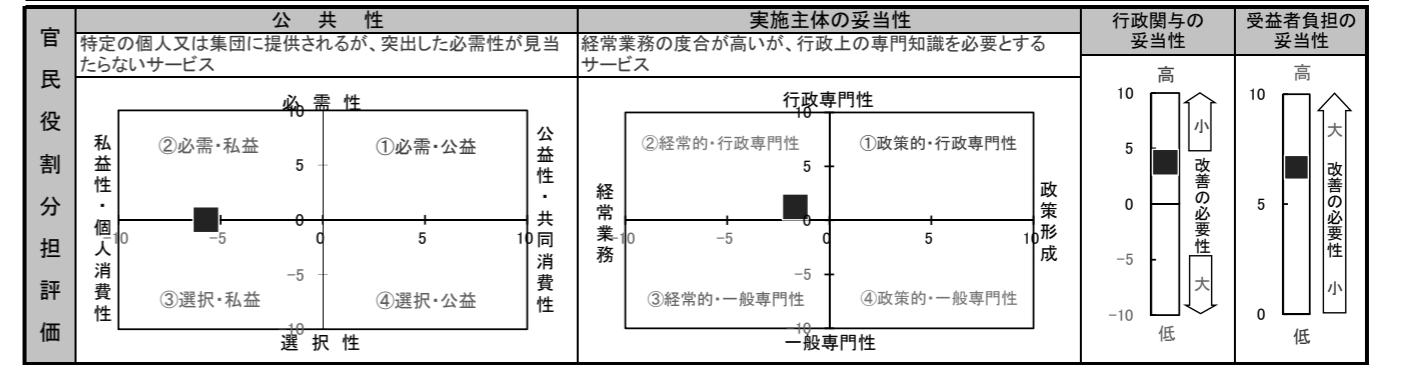 官民役割分担評価
公共性
特定の個人又は集団に提供されるが、突出した必需性が見当
たらないサービス
必需性
10
②必需・私益
①必需・公益
5
私益性・個人消費性
公益性・共同消費性
0
-10
-5
0
5
10
-5
③選択・私益
④選択・公益
-10
選択性
実施主体の妥当性
経常業務の度合が高いが、行政上の専門知識を必要とする
サービス
行政専門性
10
②経常的・行政専門性
①政策的・行政専門性
5
経常業務
政策形成
0
-10
-5
0
5
10
-5
③経常的・一般専門性
④政策的・一般専門性
-10
一般専門性
行政関与の
妥当性
高
10
5
0
-5
-10
低
小
改善の必要性
大
受益者負担の
妥当性
高
10
5
0
低
大
改善の必要性
小